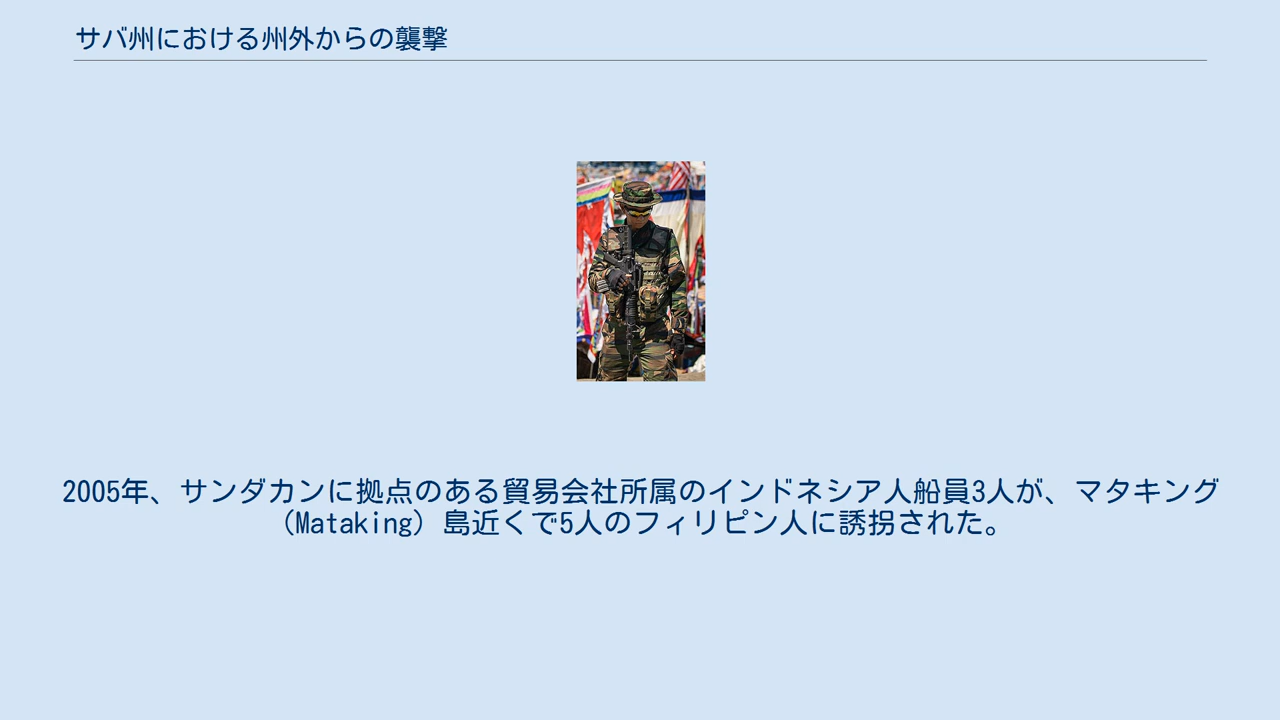 サバ州における州外からの襲撃
2005年、サンダカンに拠点のある貿易会社所属のインドネシア人船員3人が、マタキング
（Mataking）島近くで5人のフィリピン人に誘拐された。